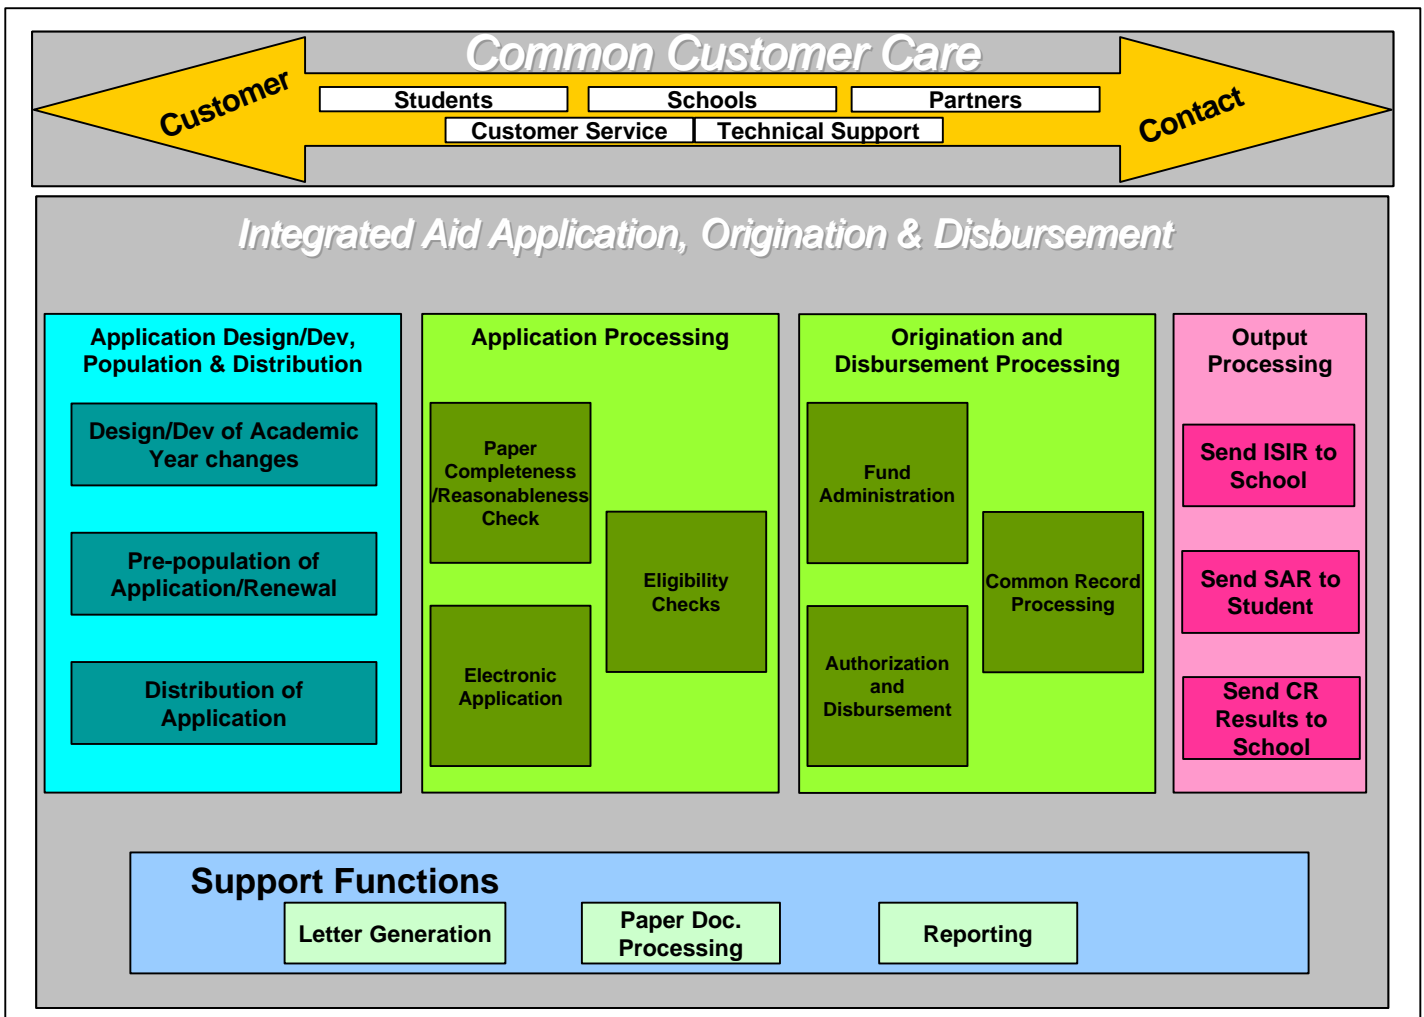 Common Customer Care
Customer
Students
Schools
Partners
Customer Service
Technical Support
Contact
Integrated Aid Application, Origination & Disbursement
Application Design/Dev,
Population & Distribution
Design/Dev of Academic
Year changes
Pre-population of
Application/Renewal
Distribution of
Application
Application Processing
Paper
Completeness
/Reasonableness
Check
Eligibility
Checks
Electronic
Application
Origination and
Disbursement Processing
Fund
Administration
Common Record
Processing
Authorization
and
Disbursement
Output
Processing
Send ISIR to
School
Send SAR to
Student
Send CR
Results to
School
Support Functions
Letter Generation
Paper Doc.
Processing
Reporting